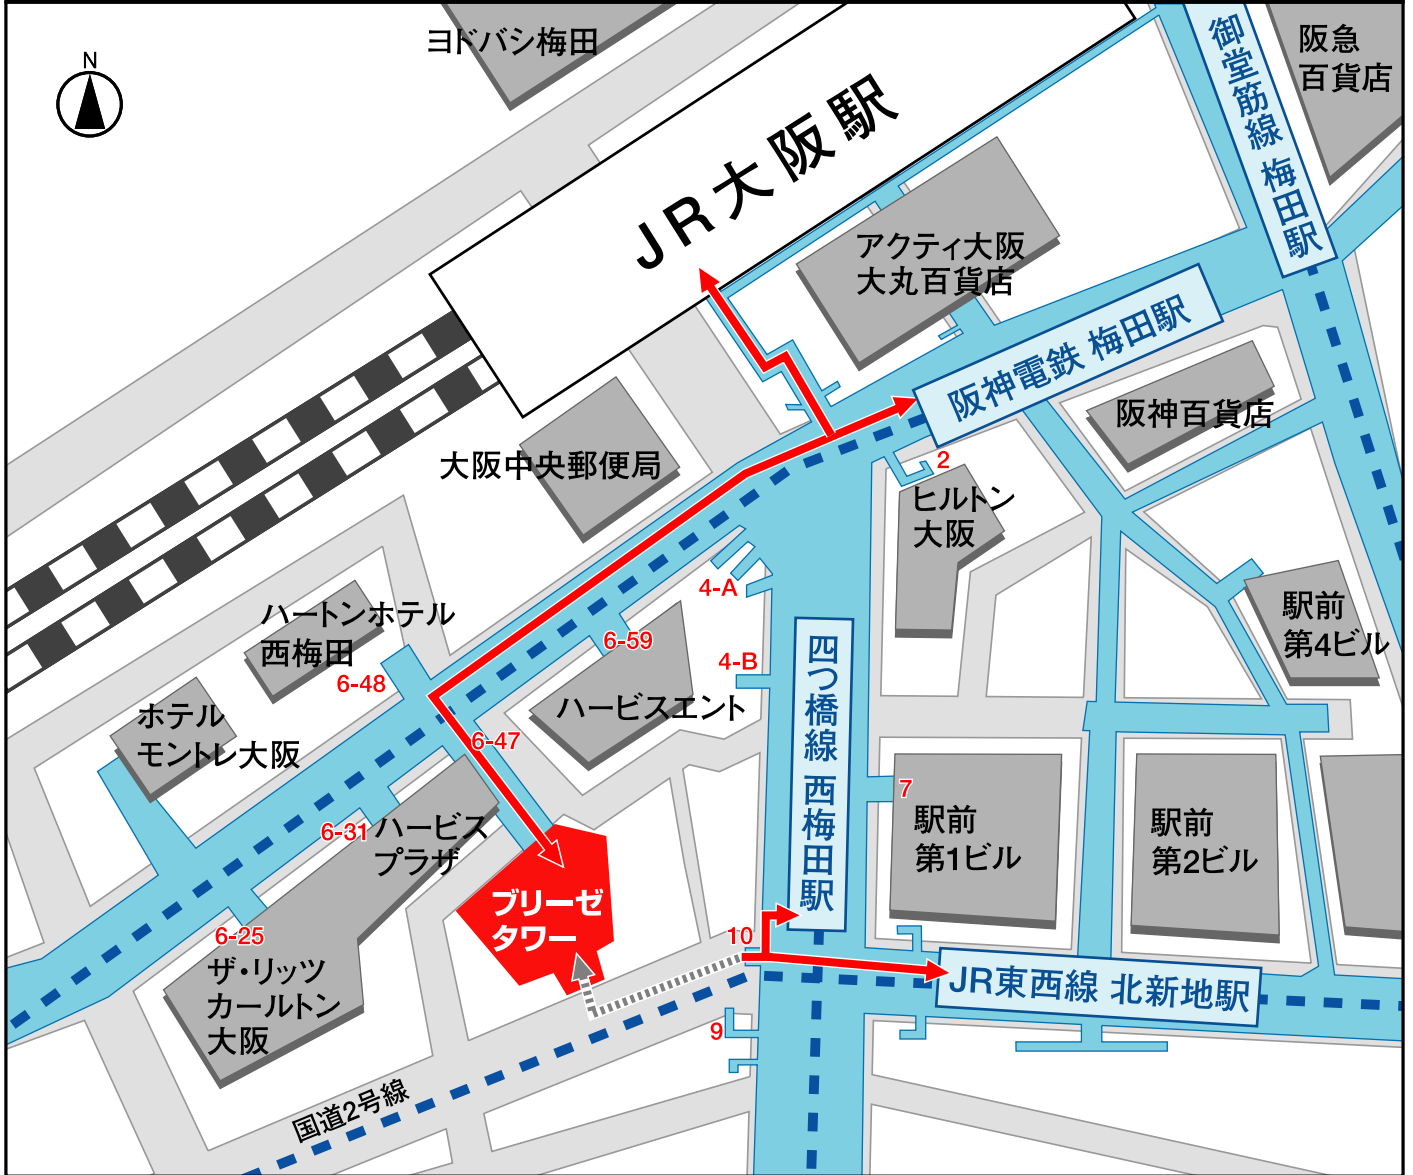 N
ヨドバシ梅田
JR大阪駅
御堂筋線 梅田駅
阪急
百貨店
アクティ大阪
大丸百貨店
阪神電鉄 梅田駅
阪神百貨店
大阪中央郵便局
2
ヒルトン
大阪
4-A
駅前
第4ビル
ハートンホテル
西梅田
6-59
4-B
6-48
四つ橋線 西梅田駅
ハービスエント
ホテル
モントレ大阪
6-47
7
6-31
ハービス
プラザ
駅前
第1ビル
駅前
第2ビル
ブリーゼ
タワー
6-25
10
ザ・リッツ
カールトン
大阪
JR東西線 北新地駅
9
国道2号線